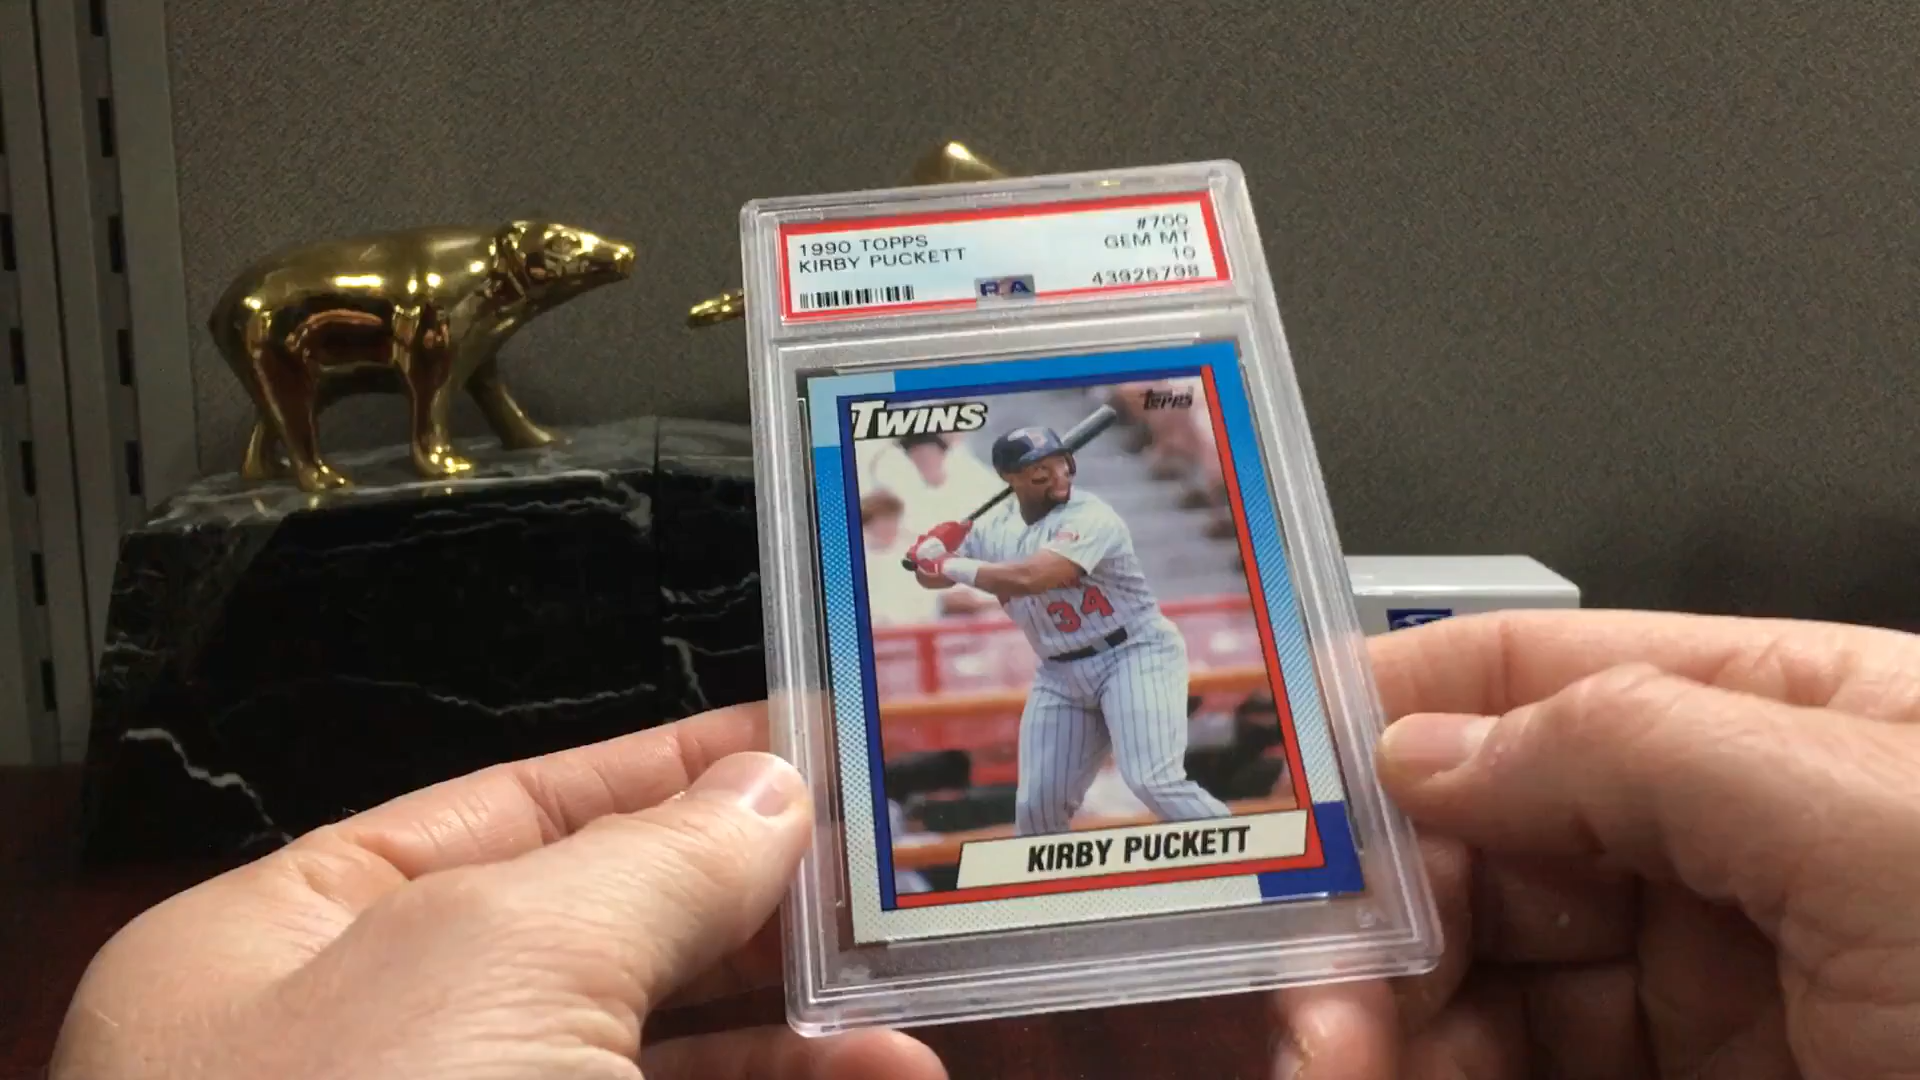 1990 TOPPS
KIRBY PUCKETT
#700
GEM MT
10
43925798
PSA
TWINS
Topps
34
KIRBY PUCKETT